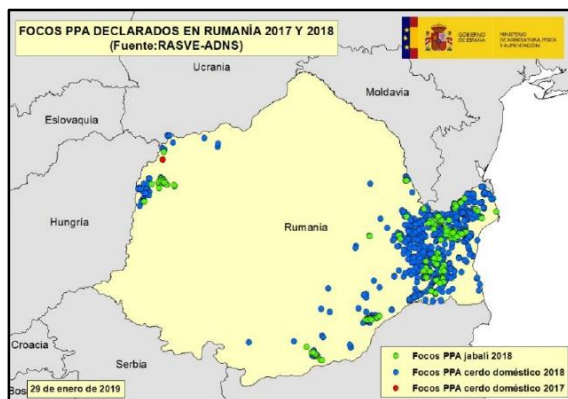 FOCOS PPA DECLARADOS EN RUMANÍA 2017 Y 2018
(Fuente:RASVE-ADNS)
GOBIERNO
DE ESPAÑA
MINISTERIO
DE AGRICULTURA, PESCA
Y ALIMENTACIÓN
Ucrania
Moldavia
Eslovaquia
Hungría
Rumania
Croacia
Serbia
Bos
Focos PPA jabalí 2018
Focos PPA cerdo doméstico 2018
Focos PPA cerdo doméstico 2017
29 de enero de 2019